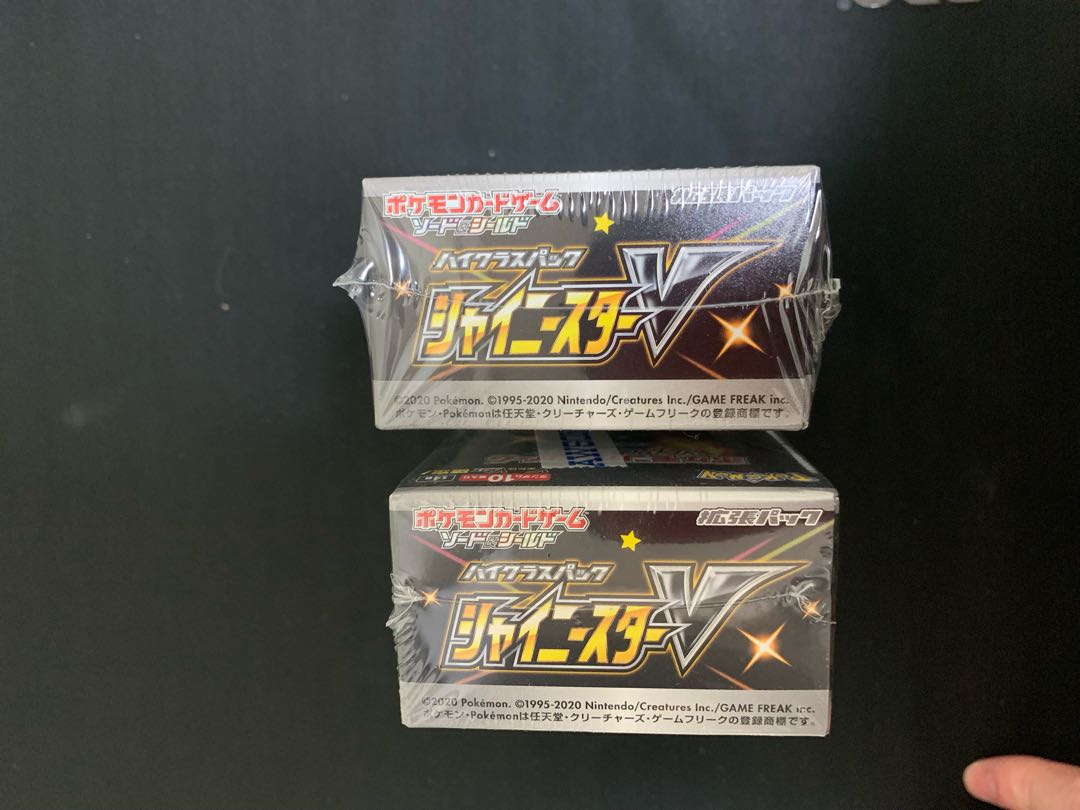 ポケモンカードゲーム
ソード&シールド
拡張パック
ハイクラスパック
シャイニースターV
©2020 Pokémon. ©1995-2020 Nintendo/Creatures Inc./GAME FREAK inc.
ポケモン・Pokémonは任天堂・クリーチャーズ・ゲームフリークの登録商標です。
ポケモンカードゲーム
ソード&シールド
拡張パック
ハイクラスパック
シャイニースターV
©2020 Pokémon. ©1995-2020 Nintendo/Creatures Inc./GAME FREAK inc.
ポケモン・Pokémonは任天堂・クリーチャーズ・ゲームフリークの登録商標です。